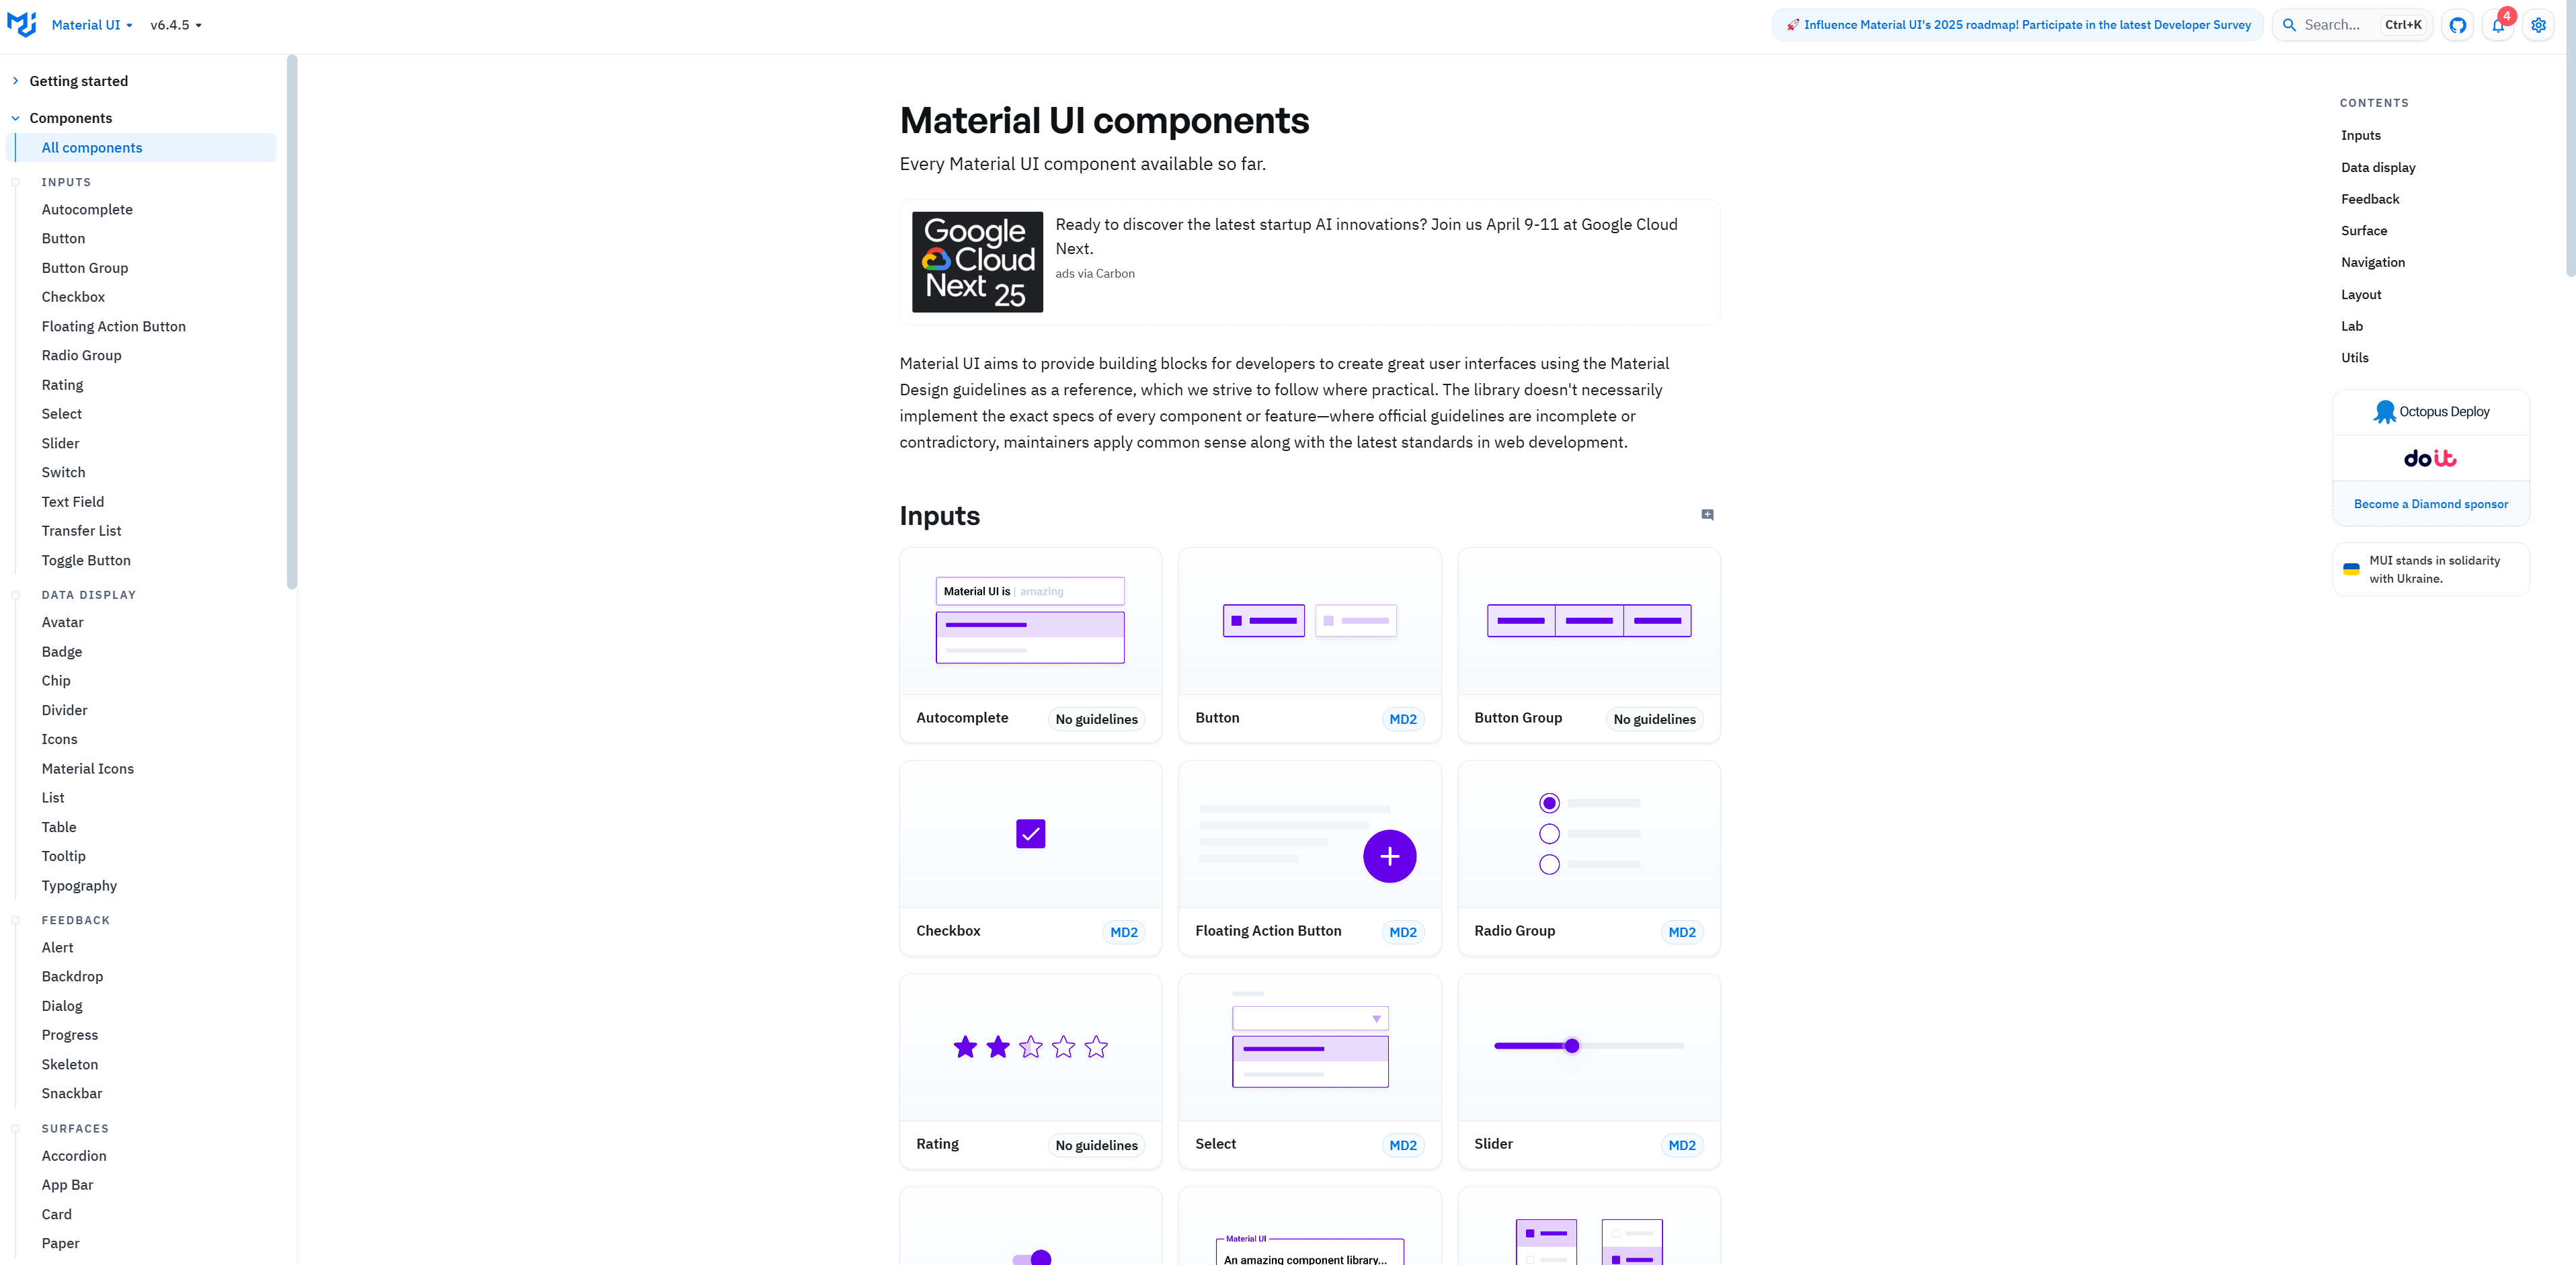 Material UI
v6.4.5
🚀 Influence Material UI's 2025 roadmap! Participate in the latest Developer Survey
Search…
Ctrl+K
4
Getting started
Components
All components
INPUTS
Autocomplete
Button
Button Group
Checkbox
Floating Action Button
Radio Group
Rating
Select
Slider
Switch
Text Field
Transfer List
Toggle Button
DATA DISPLAY
Avatar
Badge
Chip
Divider
Icons
Material Icons
List
Table
Tooltip
Typography
FEEDBACK
Alert
Backdrop
Dialog
Progress
Skeleton
Snackbar
SURFACES
Accordion
App Bar
Card
Paper
Material UI components
Every Material UI component available so far.
Google
Cloud
Next 25
Ready to discover the latest startup AI innovations? Join us April 9-11 at Google Cloud
Next.
ads via Carbon
Material UI aims to provide building blocks for developers to create great user interfaces using the Material
Design guidelines as a reference, which we strive to follow where practical. The library doesn't necessarily
implement the exact specs of every component or feature—where official guidelines are incomplete or
contradictory, maintainers apply common sense along with the latest standards in web development.
Inputs
Material UI is | amazing
Autocomplete
No guidelines
Button
MD2
Button Group
No guidelines
Checkbox
MD2
Floating Action Button
MD2
Radio Group
MD2
Rating
No guidelines
Select
MD2
Slider
MD2
Material UI
An amazing component library...
CONTENTS
Inputs
Data display
Feedback
Surface
Navigation
Layout
Lab
Utils
Octopus Deploy
doit
Become a Diamond sponsor
MUI stands in solidarity
with Ukraine.